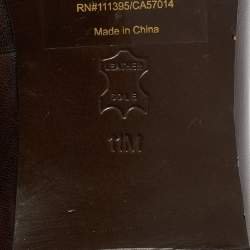 RN#111395/CA57014
Made in China
LEATHER
SOLE
11M